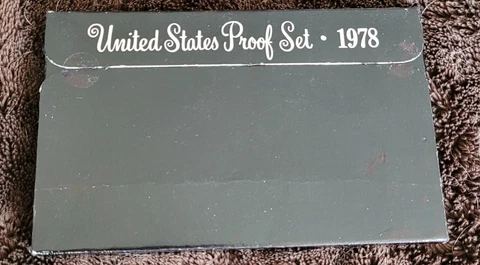 United States Proof Set · 1978